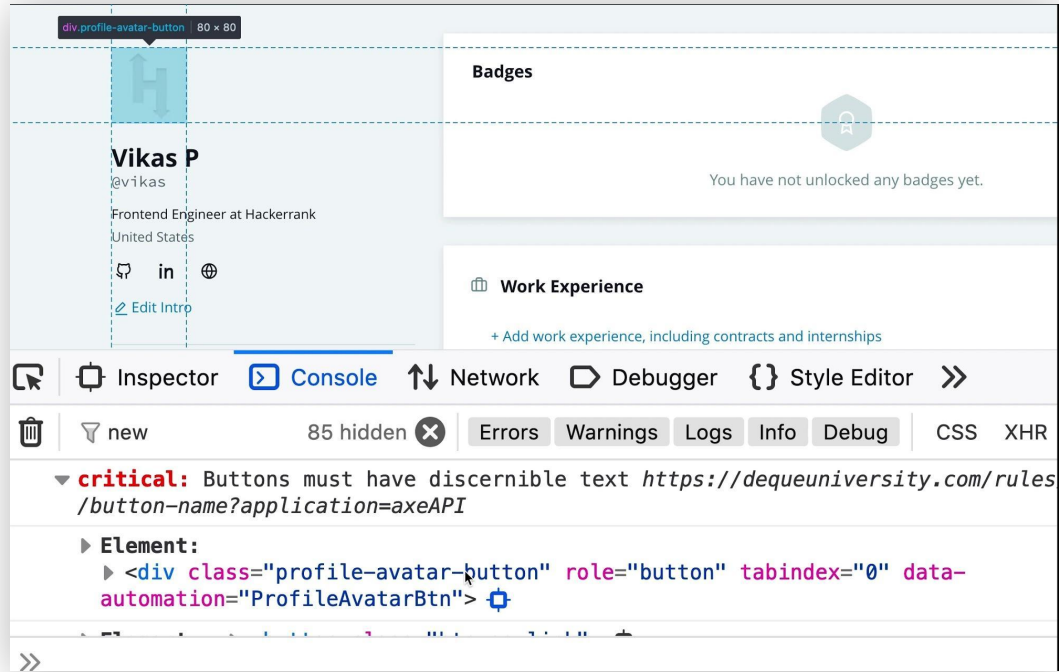 div.profile-avatar-button 80 × 80
H
Badges
You have not unlocked any badges yet.
Vikas P
@vikas
Frontend Engineer at Hackerrank
United States
in
Edit Intro
Work Experience
+ Add work experience, including contracts and internships
Inspector Console Network Debugger {} Style Editor
new 85 hidden Errors Warnings Logs Info Debug CSS XHR
critical: Buttons must have discernible text https://dequeuniversity.com/rules
/button-name?application=axeAPI
Element:
<div class="profile-avatar-button" role="button" tabindex="0" data-
automation="ProfileAvatarBtn">